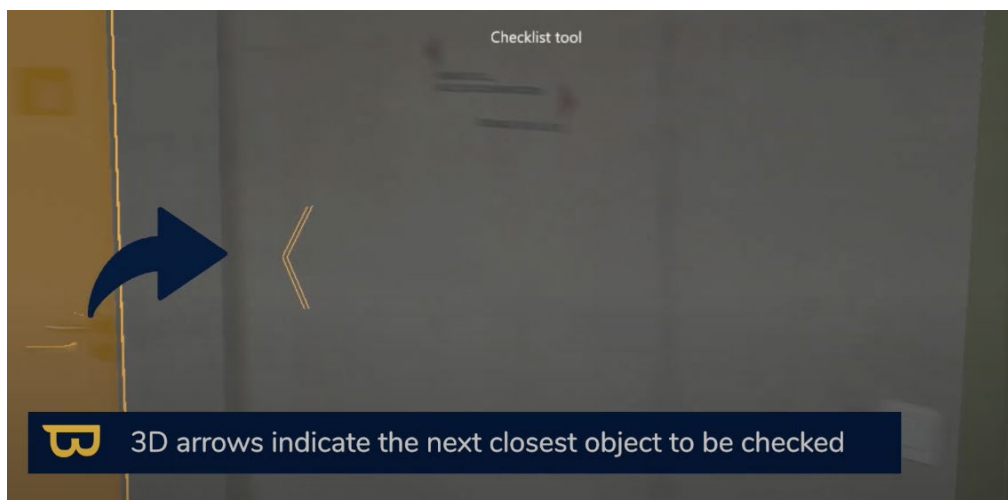 Checklist tool
3D arrows indicate the next closest object to be checked